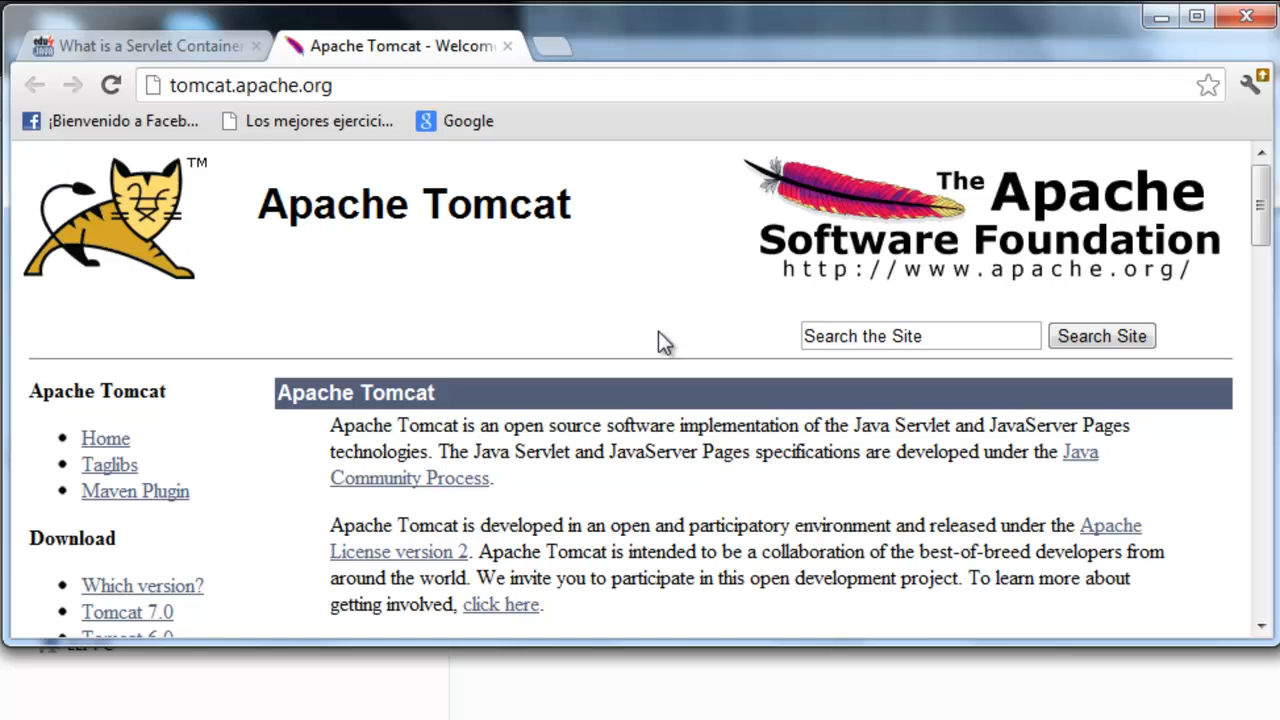 What is a Servlet Container
Apache Tomcat - Welcom
tomcat.apache.org
¡Bienvenido a Faceb...
Los mejores ejercici...
Google
TM
Apache Tomcat
The Apache
Software Foundation
http://www.apache.org/
Search the Site
Search Site
Apache Tomcat
Home
Taglibs
Maven Plugin
Download
Which version?
Tomcat 7.0
Tomcat 6.0
Apache Tomcat
Apache Tomcat is an open source software implementation of the Java Servlet and JavaServer Pages
technologies. The Java Servlet and JavaServer Pages specifications are developed under the Java
Community Process.
Apache Tomcat is developed in an open and participatory environment and released under the Apache
License version 2. Apache Tomcat is intended to be a collaboration of the best-of-breed developers from
around the world. We invite you to participate in this open development project. To learn more about
getting involved, click here.